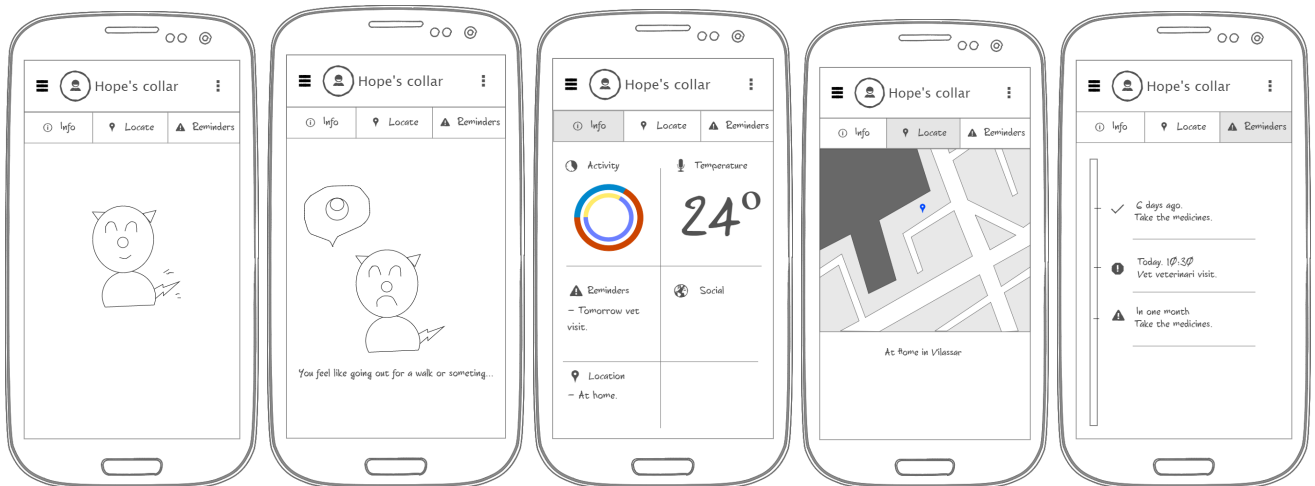 Hope's collar
Info
Locate
Reminders
Hope's collar
Info
Locate
Reminders
You feel like going out for a walk or someting...
Hope's collar
Info
Locate
Reminders
Activity
Temperature
24º
Reminders
Social
- Tomorrow vet
visit.
Location
- At home.
Hope's collar
Info
Locate
Reminders
At Home in Vilassar
Hope's collar
Info
Locate
Reminders
6 days ago.
Take the medicines.
Today. 10:30
Vet veterinari visit.
In one month
Take the medicines.